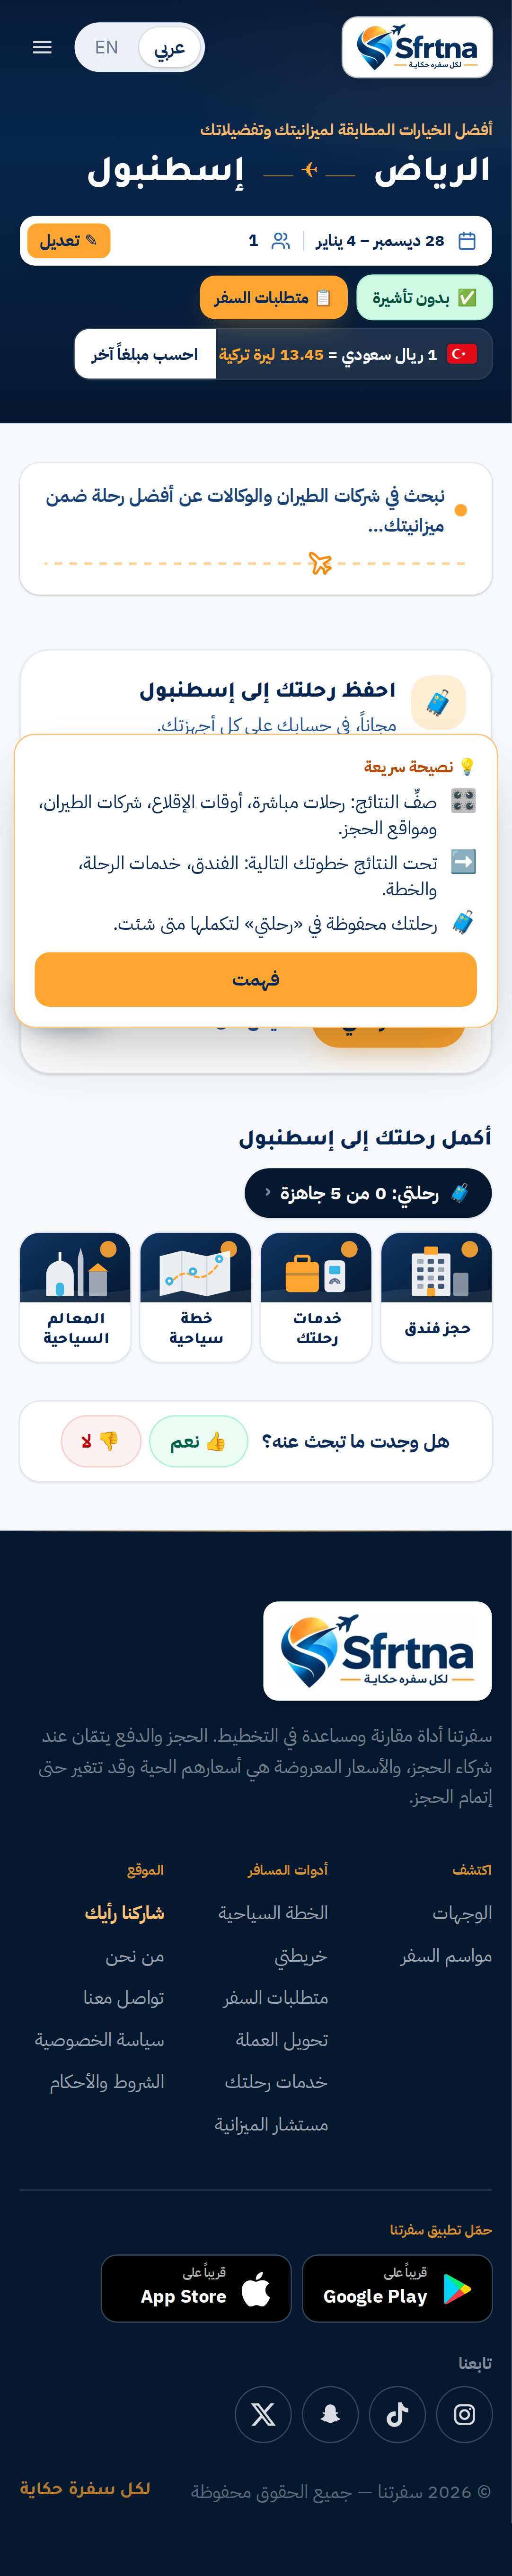 Sfrtna
لكل سفره حكاية
عربي
EN
أفضل الخيارات المطابقة لميزانيتك وتفضيلاتك
الرياض
إسطنبول
28 ديسمبر – 4 يناير
1
تعديل
بدون تأشيرة
متطلبات السفر
1 ريال سعودي = 13.45 ليرة تركية
احسب مبلغاً آخر
نبحث في شركات الطيران والوكالات عن أفضل رحلة ضمن
ميزانيتك...
احفظ رحلتك إلى إسطنبول
مجاناً، في حسابك على كل أجهزتك.
نصيحة سريعة
صفِّ النتائج: رحلات مباشرة، أوقات الإقلاع، شركات الطيران،
ومواقع الحجز.
تحت النتائج خطوتك التالية: الفندق، خدمات الرحلة،
والخطة.
رحلتك محفوظة في «رحلتي» لتكملها متى شئت.
فهمت
أكمل رحلتك إلى إسطنبول
رحلتي: 0 من 5 جاهزة
حجز فندق
خدمات
رحلتك
خطة
سياحية
المعالم
السياحية
هل وجدت ما تبحث عنه؟
نعم
لا
Sfrtna
لكل سفره حكاية
سفرتنا أداة مقارنة ومساعدة في التخطيط. الحجز والدفع يتمّان عند
شركاء الحجز، والأسعار المعروضة هي أسعارهم الحية وقد تتغير حتى
إتمام الحجز.
اكتشف
الوجهات
مواسم السفر
أدوات المسافر
الخطة السياحية
خريطتي
متطلبات السفر
تحويل العملة
خدمات رحلتك
مستشار الميزانية
الموقع
شاركنا رأيك
من نحن
تواصل معنا
سياسة الخصوصية
الشروط والأحكام
حمّل تطبيق سفرتنا
قريباً على
Google Play
قريباً على
App Store
تابعنا
© 2026 سفرتنا — جميع الحقوق محفوظة
لكل سفرة حكاية